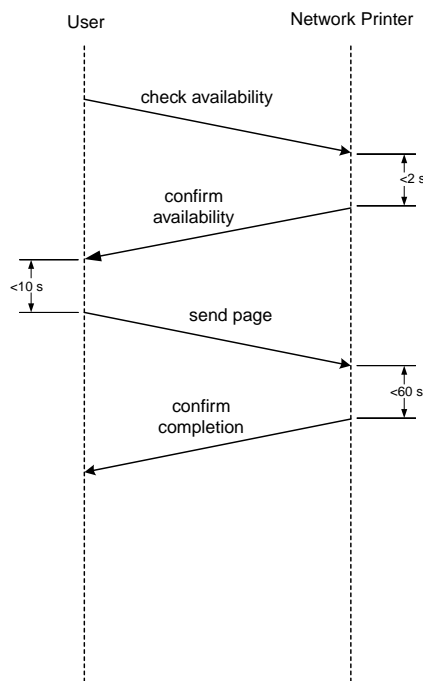 User
Network Printer
check availability
<2 s
confirm
availability
<10 s
send page
<60 s
confirm
completion